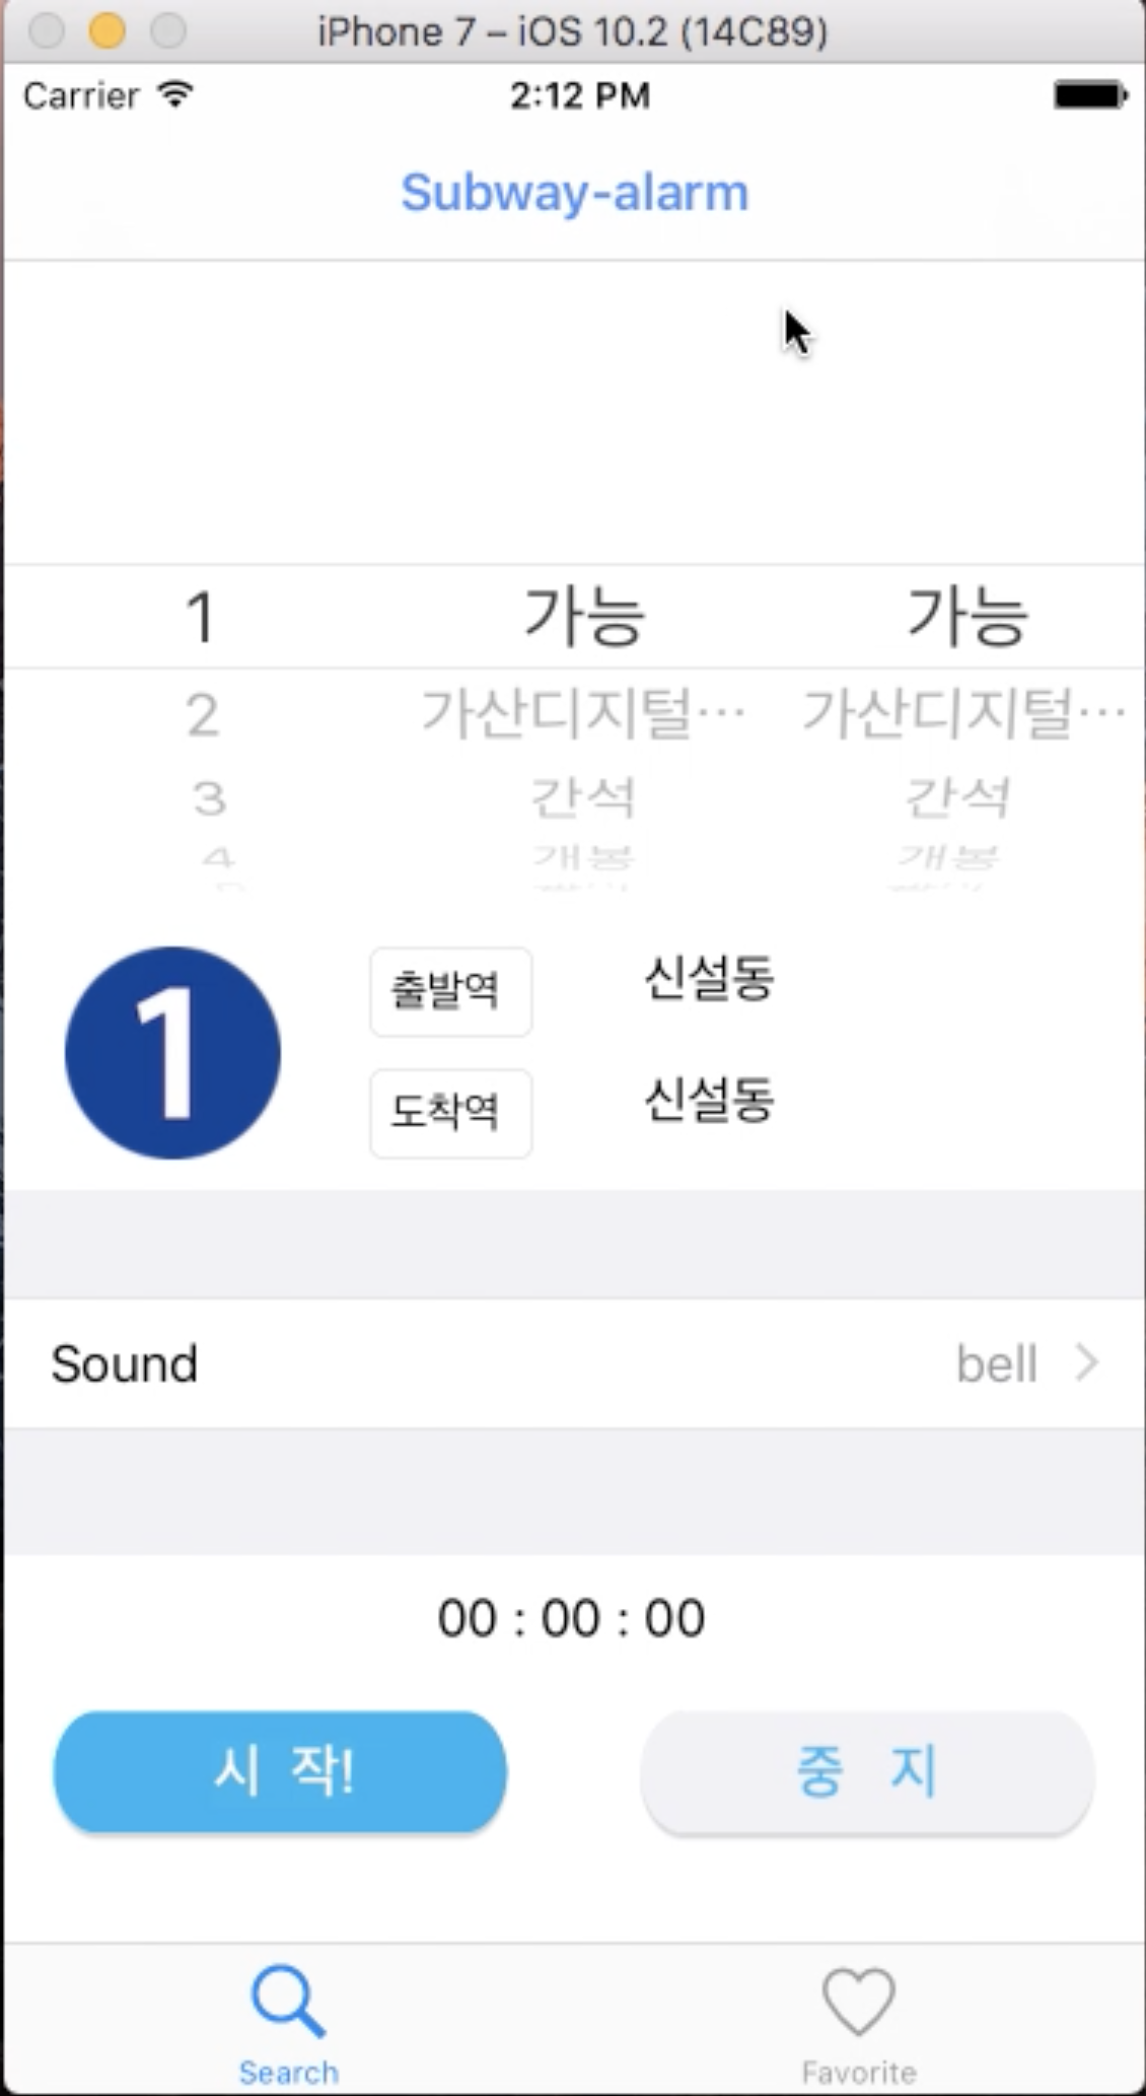 iPhone 7 – iOS 10.2 (14C89)
Carrier 2:12 PM
Subway-alarm
1 가능 가능
2 가산디지털… 가산디지털…
3 간석 간석
4 개봉 개봉
1
출발역 신설동
도착역 신설동
Sound bell
00 : 00 : 00
시 작! 중 지
Search Favorite